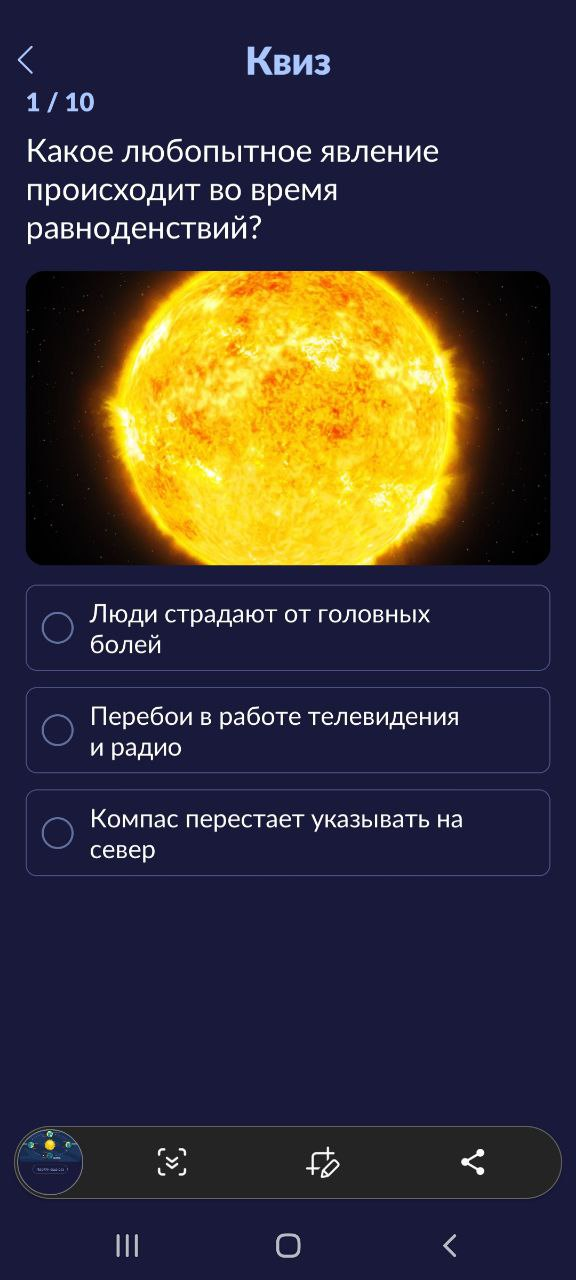 Квиз
1 / 10
Какое любопытное явление
происходит во время
равноденствий?
Люди страдают от головных
болей
Перебои в работе телевидения
и радио
Компас перестает указывать на
север